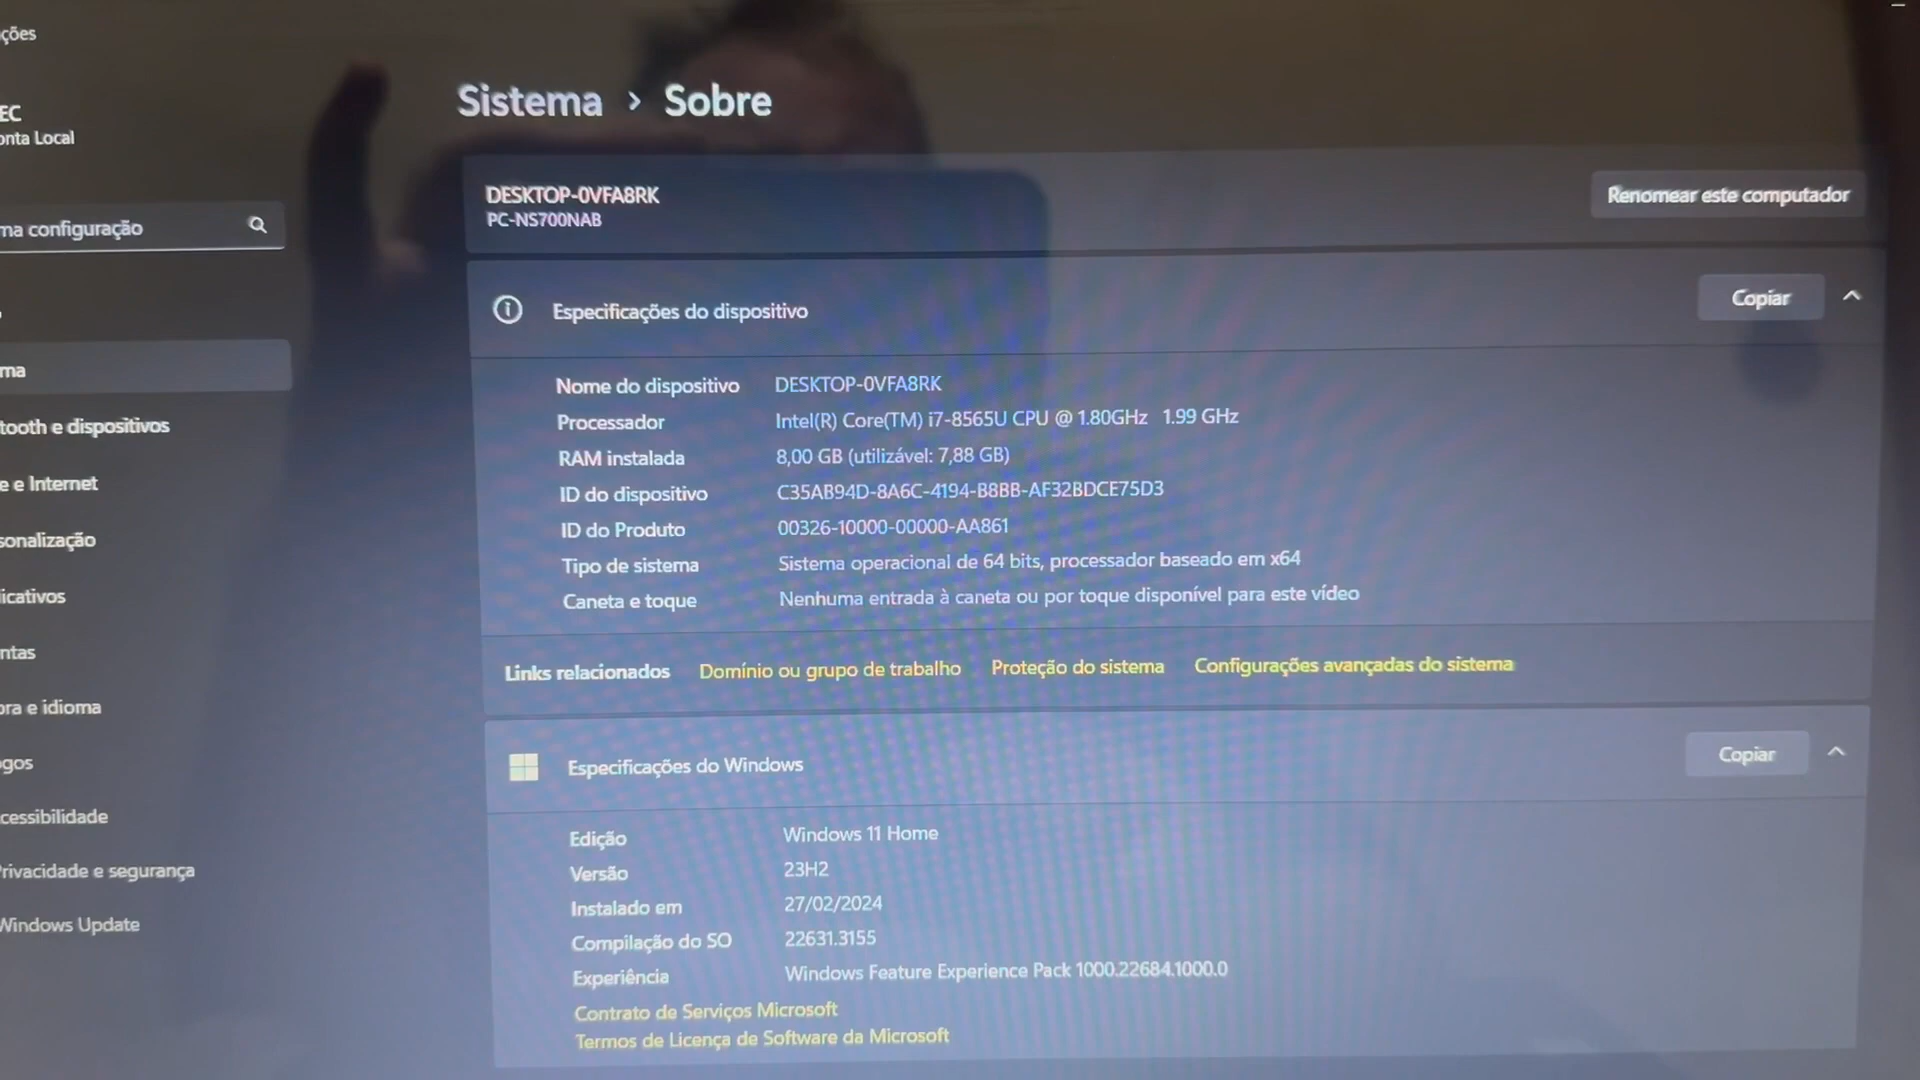 ções
EC
onta Local
ma configuração
ma
tooth e dispositivos
e e Internet
sonalização
licativos
ntas
ora e idioma
ogos
cessibilidade
Privacidade e segurança
Windows Update
Sistema > Sobre
DESKTOP-0VFA8RK
PC-NS700NAB
Renomear este computador
Especificações do dispositivo
Copiar
Nome do dispositivo DESKTOP-0VFA8RK
Processador Intel(R) Core(TM) i7-8565U CPU @ 1.80GHz 1.99 GHz
RAM instalada 8,00 GB (utilizável: 7,88 GB)
ID do dispositivo C35AB94D-8A6C-4194-B8BB-AF32BDCE75D3
ID do Produto 00326-10000-00000-AA861
Tipo de sistema Sistema operacional de 64 bits, processador baseado em x64
Caneta e toque Nenhuma entrada à caneta ou por toque disponível para este vídeo
Links relacionados Domínio ou grupo de trabalho Proteção do sistema Configurações avançadas do sistema
Especificações do Windows
Copiar
Edição Windows 11 Home
Versão 23H2
Instalado em 27/02/2024
Compilação do SO 22631.3155
Experiência Windows Feature Experience Pack 1000.22684.1000.0
Contrato de Serviços Microsoft
Termos de Licença de Software da Microsoft